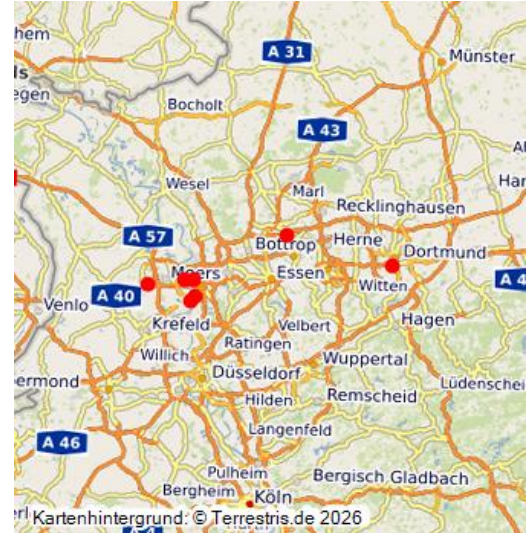 hem
A 31
Münster
ls
egen
Bocholt
A 43
Wesel
Marl
Recklinghausen
A 57
Bottrop
Herne
Dortmund
Moers
Essen
Witten
A 40
Venlo
Krefeld
Velbert
Hagen
Willich
Ratingen
Wuppertal
ermond
Düsseldorf
Lüdenschei
Hilden
Remscheid
Langenfeld
A 46
Pulheim
Bergisch Gladbach
Bergheim
Köln
Kartenhintergrund: © Terrestris.de 2026